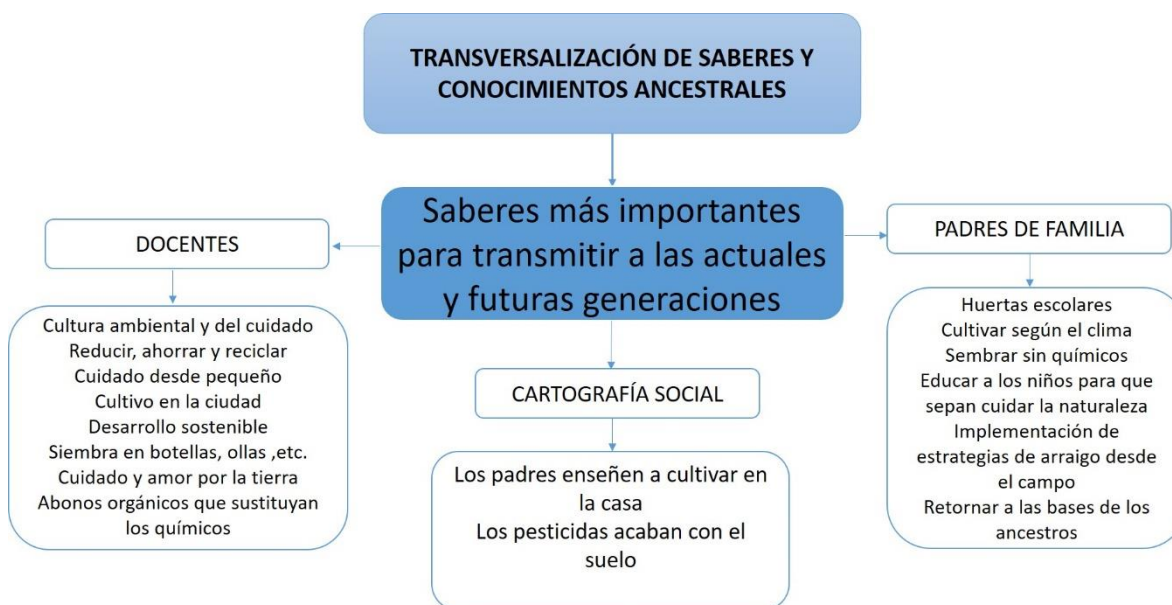 TRANSVERSALIZACIÓN DE SABERES Y
CONOCIMIENTOS ANCESTRALES
Saberes más importantes
para transmitir a las actuales
y futuras generaciones
DOCENTES
Cultura ambiental y del cuidado
Reducir, ahorrar y reciclar
Cuidado desde pequeño
Cultivo en la ciudad
Desarrollo sostenible
Siembra en botellas, ollas ,etc.
Cuidado y amor por la tierra
Abonos orgánicos que sustituyan
los químicos
CARTOGRAFÍA SOCIAL
Los padres enseñen a cultivar en
la casa
Los pesticidas acaban con el
suelo
PADRES DE FAMILIA
Huertas escolares
Cultivar según el clima
Sembrar sin químicos
Educar a los niños para que
sepan cuidar la naturaleza
Implementación de
estrategias de arraigo desde
el campo
Retornar a las bases de los
ancestros